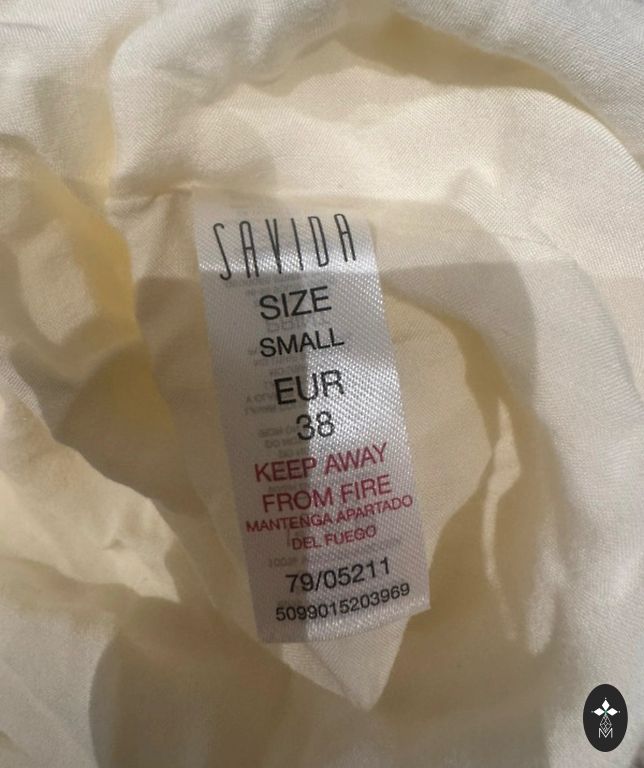 SAVIDA
SIZE
SMALL
EUR
38
KEEP AWAY
FROM FIRE
MANTENGA APARTADO
DEL FUEGO
79/05211
5099015203969
M